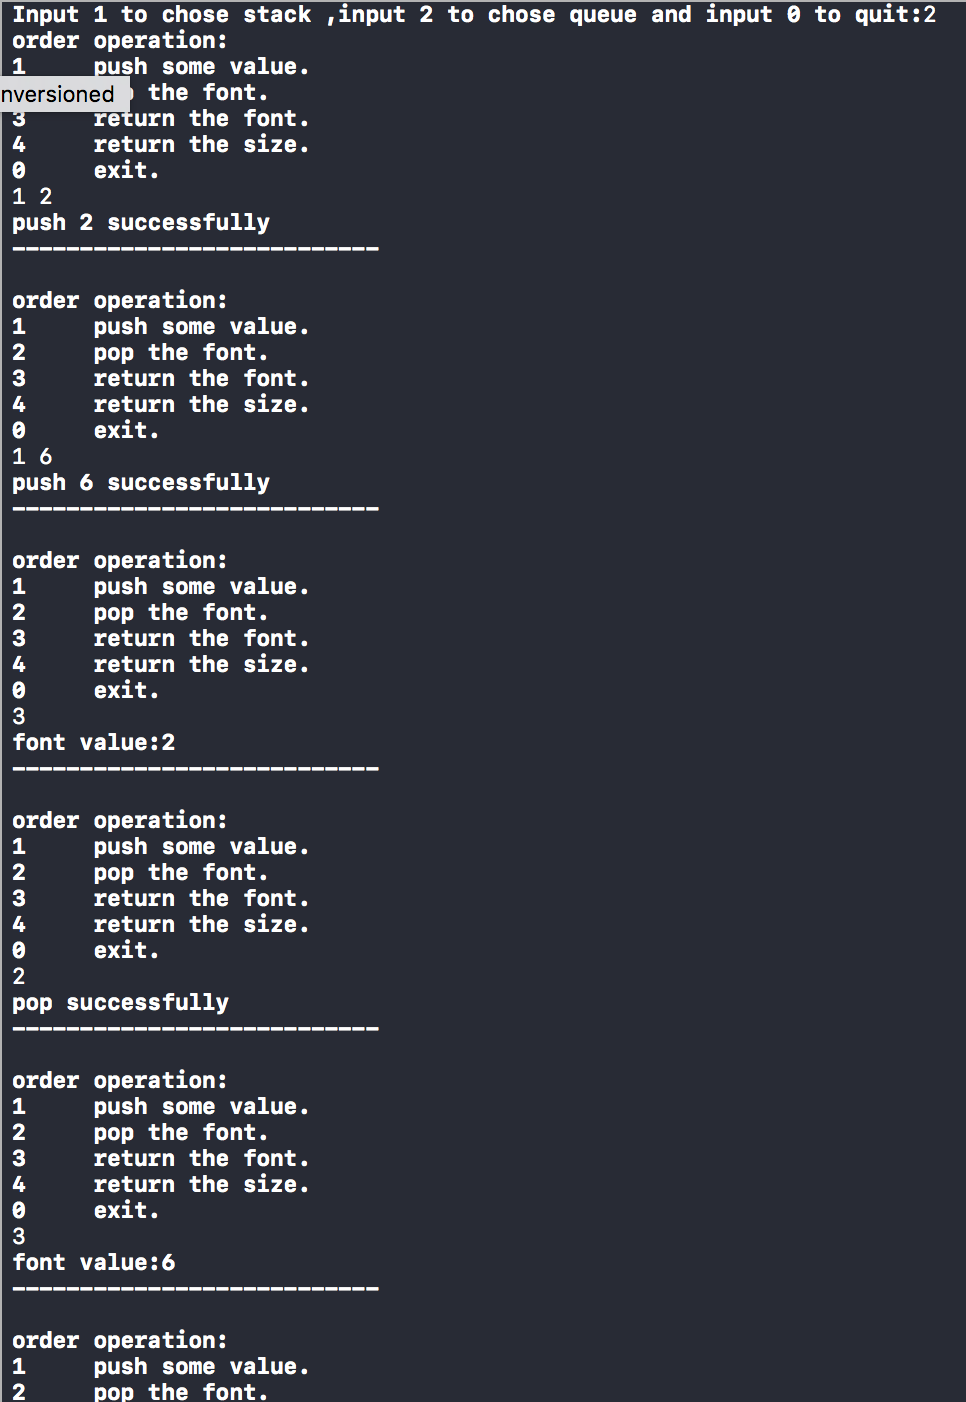 Input 1 to chose stack ,input 2 to chose queue and input 0 to quit:2
order operation:
1     push some value.
nversioned the font.
3     return the font.
4     return the size.
0     exit.
1 2
push 2 successfully
---------------------------
order operation:
1     push some value.
2     pop the font.
3     return the font.
4     return the size.
0     exit.
1 6
push 6 successfully
---------------------------
order operation:
1     push some value.
2     pop the font.
3     return the font.
4     return the size.
0     exit.
3
font value:2
---------------------------
order operation:
1     push some value.
2     pop the font.
3     return the font.
4     return the size.
0     exit.
2
pop successfully
---------------------------
order operation:
1     push some value.
2     pop the font.
3     return the font.
4     return the size.
0     exit.
3
font value:6
---------------------------
order operation:
1     push some value.
2     pop the font.